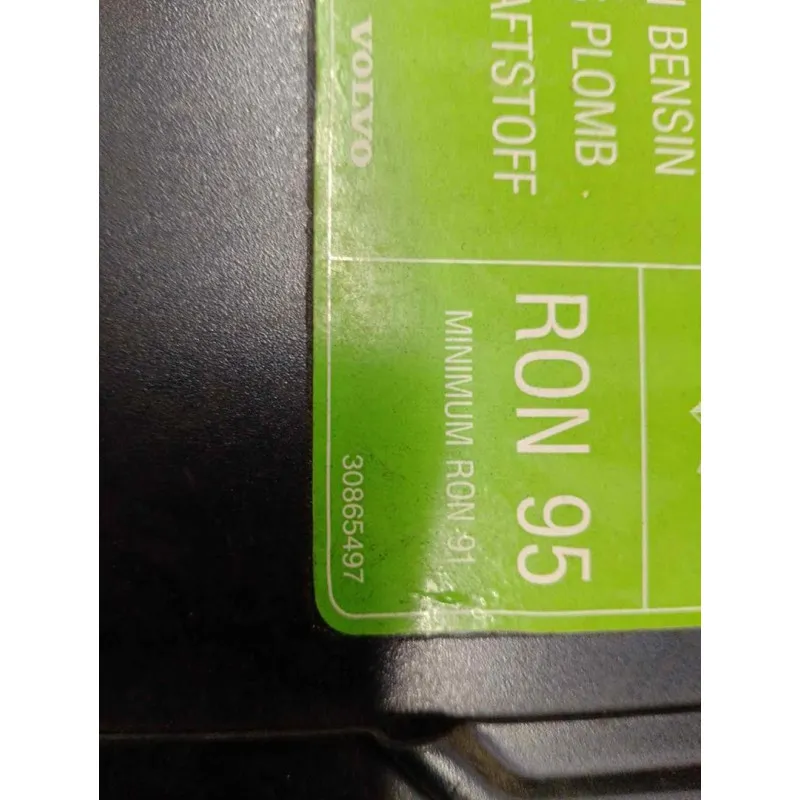 BENSIN
S PLOMB
AFTSTOFF
VOLVO
RON 95
MINIMUM RON 91
30865497